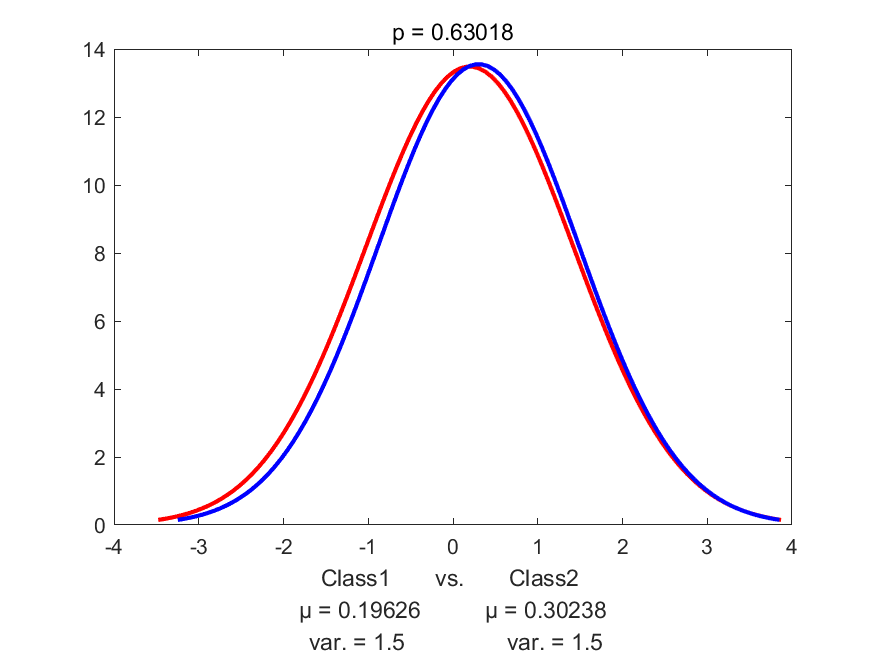 p = 0.63018
14
12
10
8
6
4
2
0
-4 -3 -2 -1 0 1 2 3 4
Class1 vs. Class2
μ = 0.19626 μ = 0.30238
var. = 1.5 var. = 1.5